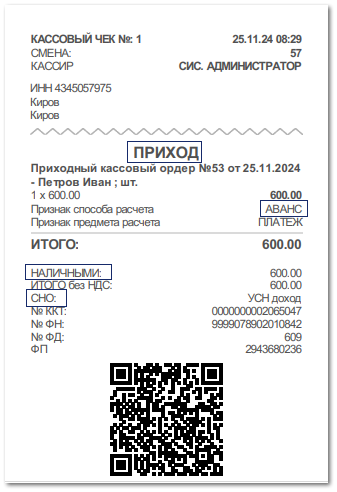 КАССОВЫЙ ЧЕК №: 1 25.11.24 08:29
СМЕНА: 57
КАССИР СИС. АДМИНИСТРАТОР
ИНН 4345057975
Киров
Киров
ПРИХОД
Приходный кассовый ордер №53 от 25.11.2024
- Петров Иван ; шт.
1 x 600.00 600.00
Признак способа расчета АВАНС
Признак предмета расчета ПЛАТЕЖ
ИТОГО: 600.00
НАЛИЧНЫМИ: 600.00
ИТОГО без НДС: 600.00
СНО: УСН доход
№ ККТ: 0000000002065047
№ ФН: 9999078902010842
№ ФД: 609
ФП 2943680236